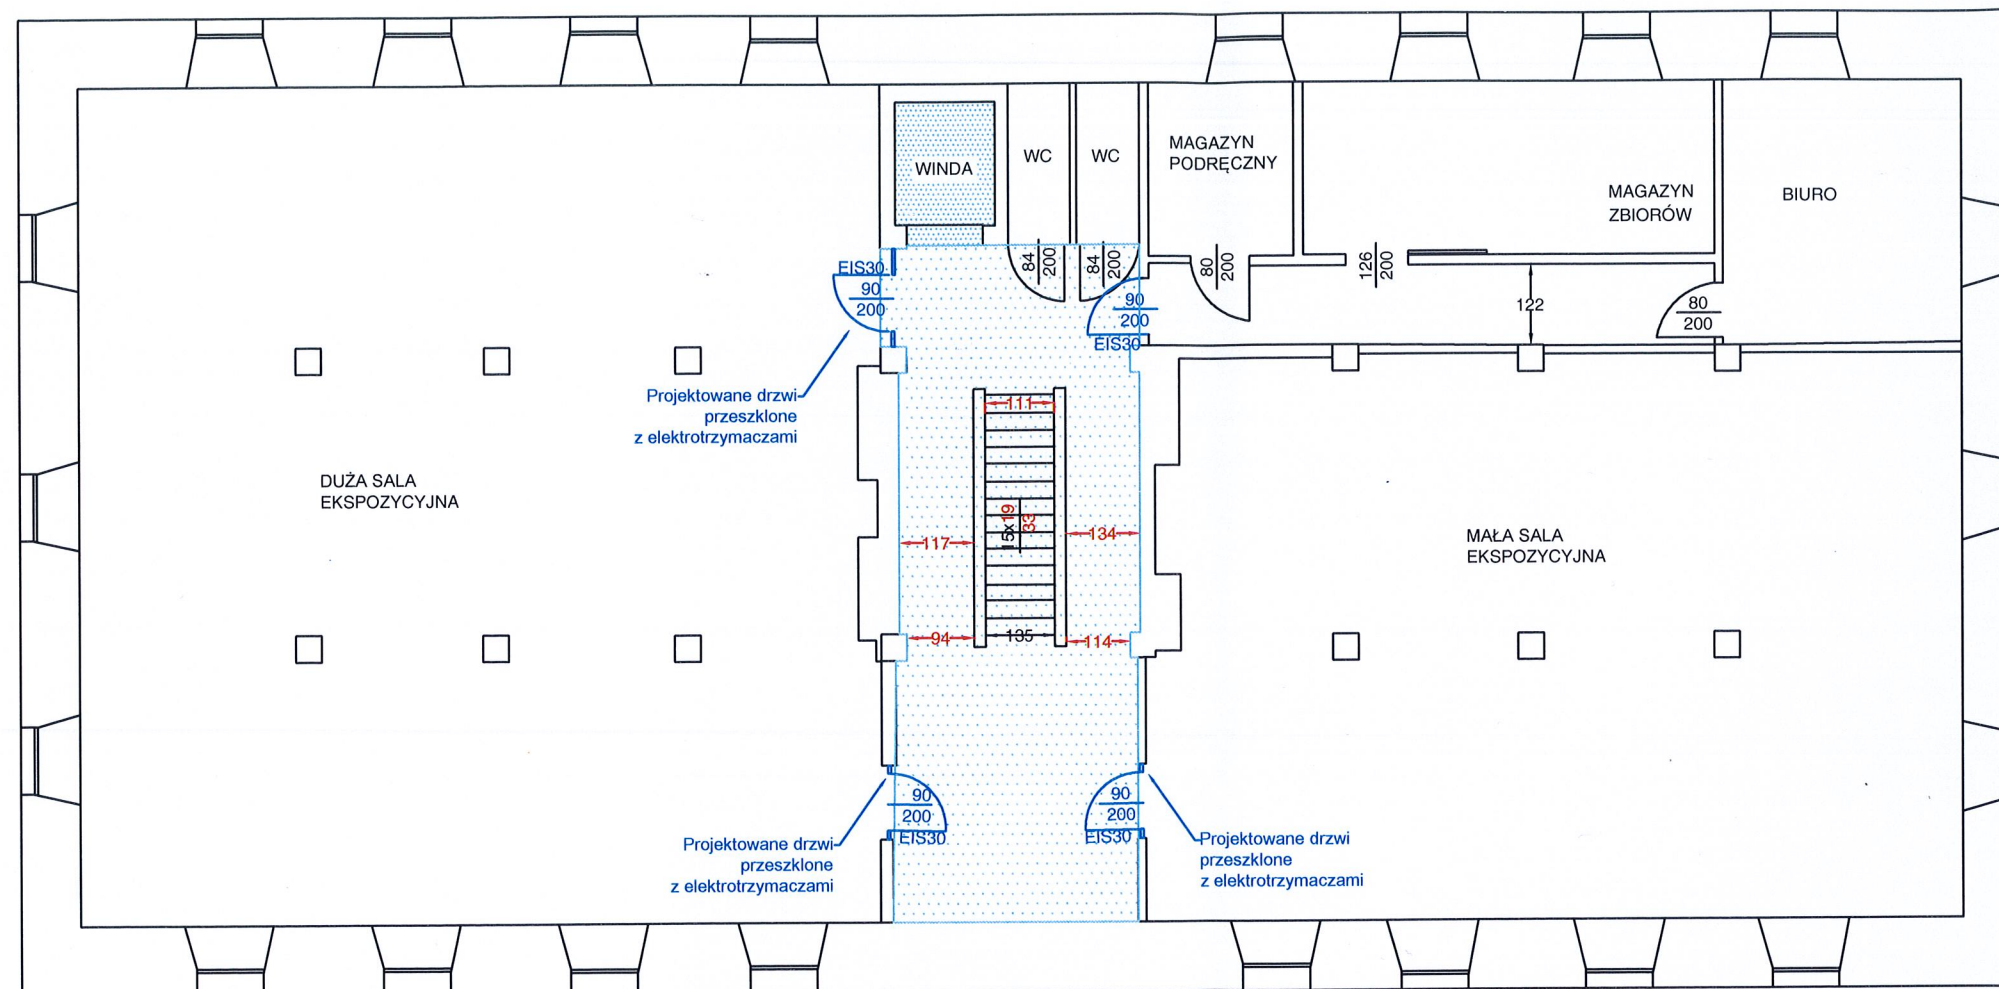 WINDA
WC
WC
MAGAZYN
PODRĘCZNY
MAGAZYN
ZBIORÓW
BIURO
84
200
84
200
80
200
126
200
122
80
200
EIS30
90
200
90
200
EIS30
Projektowane drzwi
przeszklone
z elektrotrzymaczami
111
DUŻA SALA
EKSPOZYCYJNA
15x19
33
117
134
MAŁA SALA
EKSPOZYCYJNA
94
135
114
90
200
EIS30
90
200
EIS30
Projektowane drzwi
przeszklone
z elektrotrzymaczami
Projektowane drzwi
przeszklone
z elektrotrzymaczami